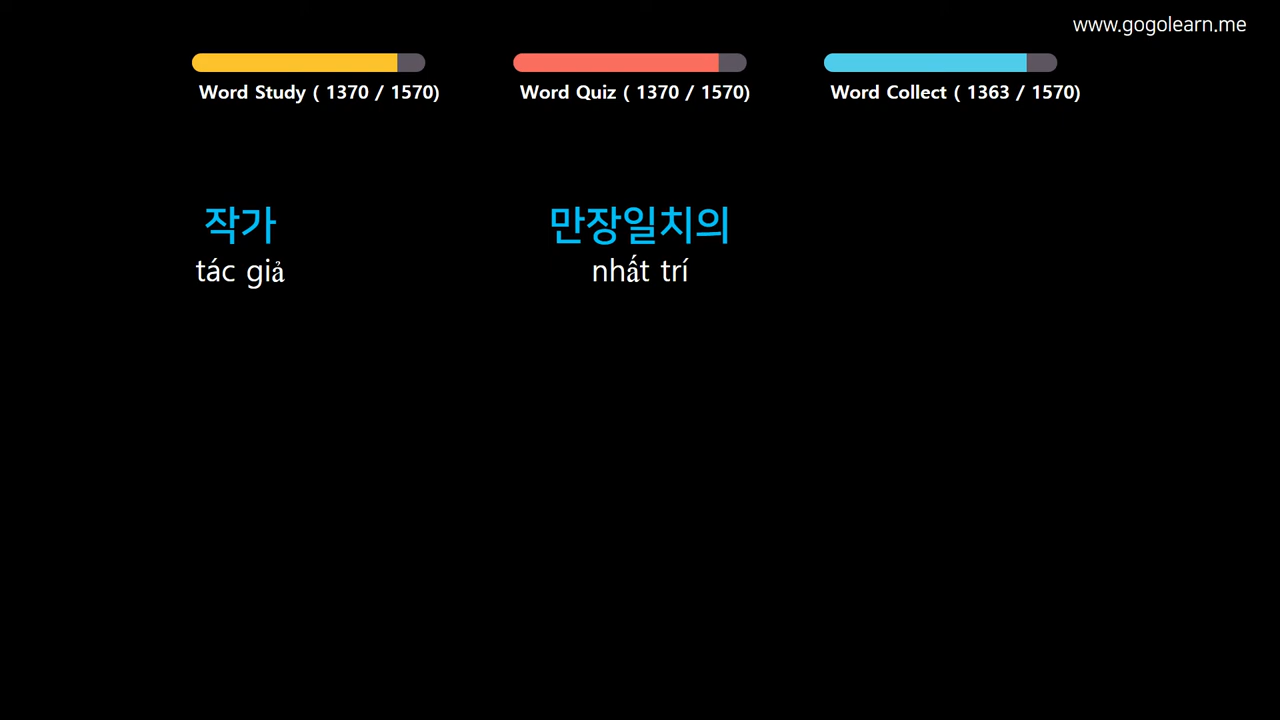 www.gogolearn.me
Word Study ( 1370 / 1570)
Word Quiz ( 1370 / 1570)
Word Collect ( 1363 / 1570)
작가
tác giả
만장일치의
nhất trí